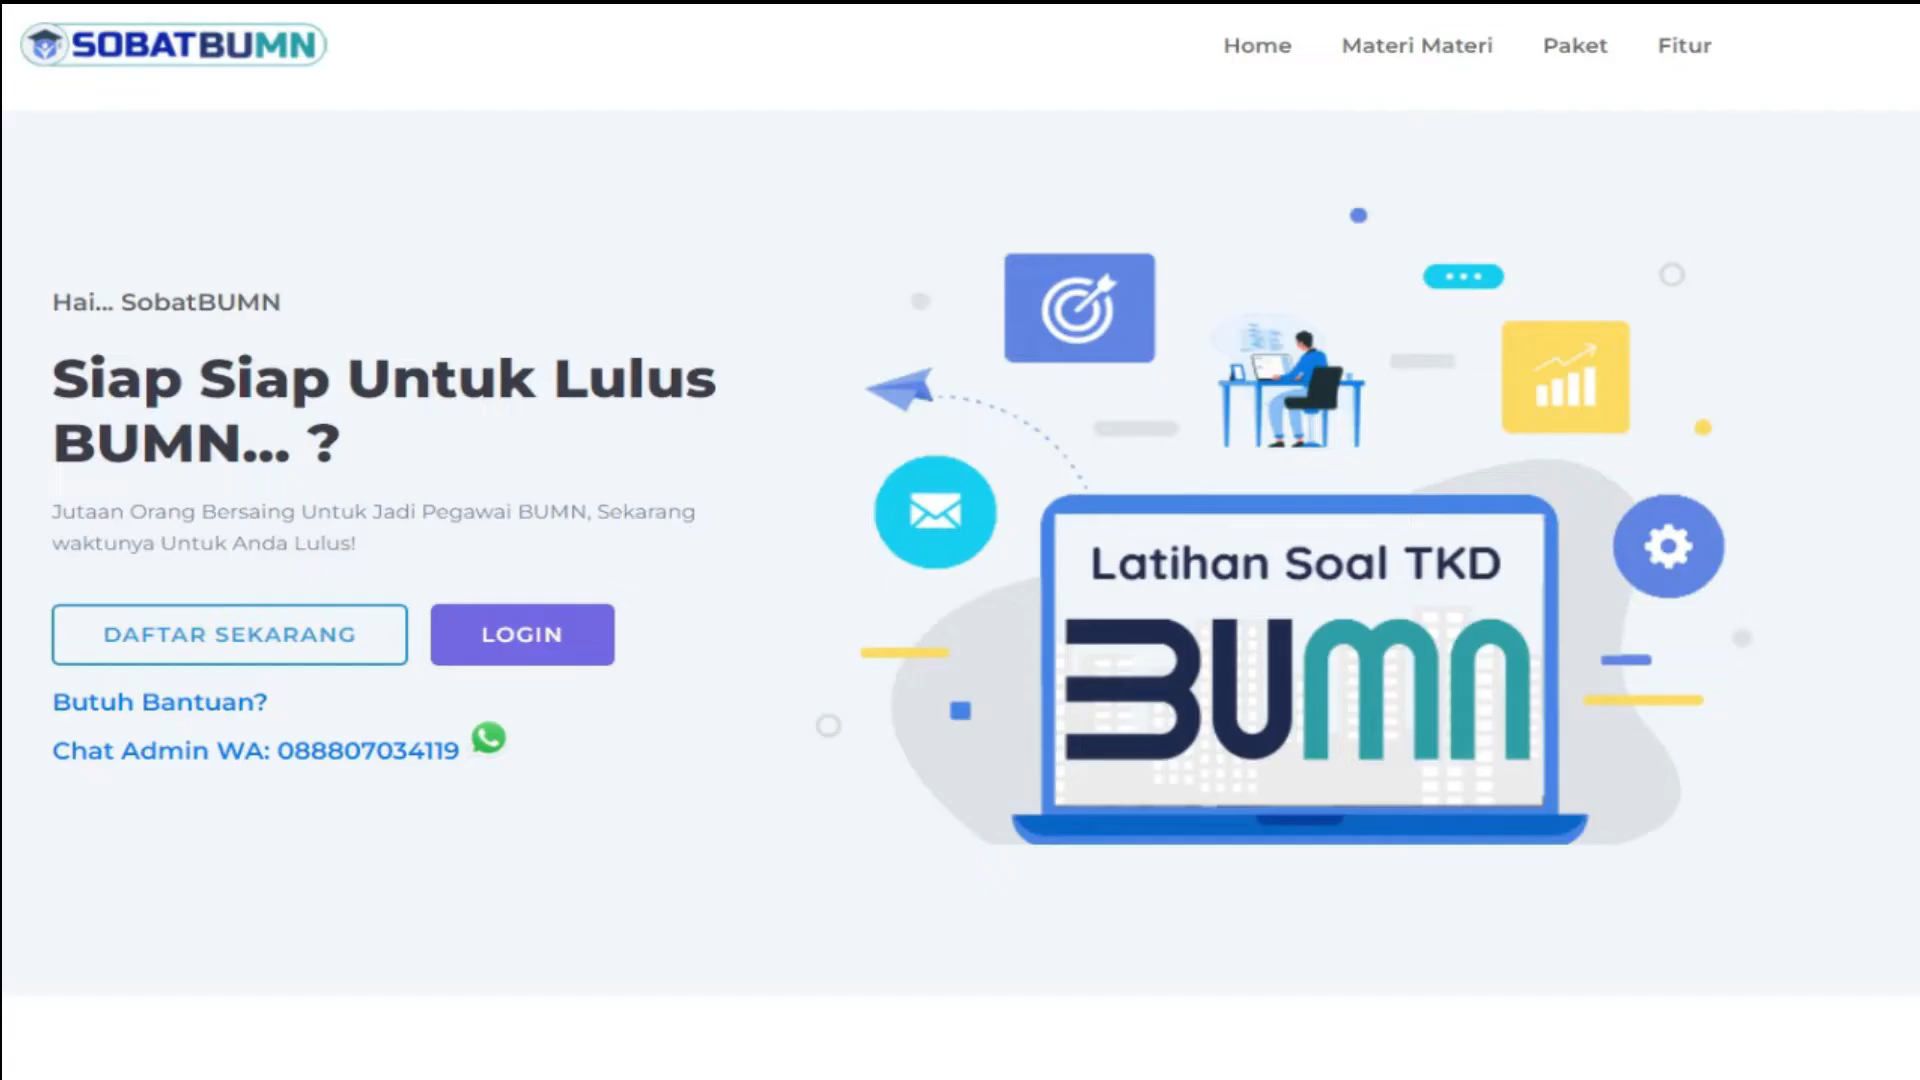 SOBATBUMN
Home Materi Materi Paket Fitur
Hai... SobatBUMN
Siap Siap Untuk Lulus
BUMN... ?
Jutaan Orang Bersaing Untuk Jadi Pegawai BUMN, Sekarang
waktunya Untuk Anda Lulus!
DAFTAR SEKARANG LOGIN
Butuh Bantuan?
Chat Admin WA: 088807034119
Latihan Soal TKD
BUMN